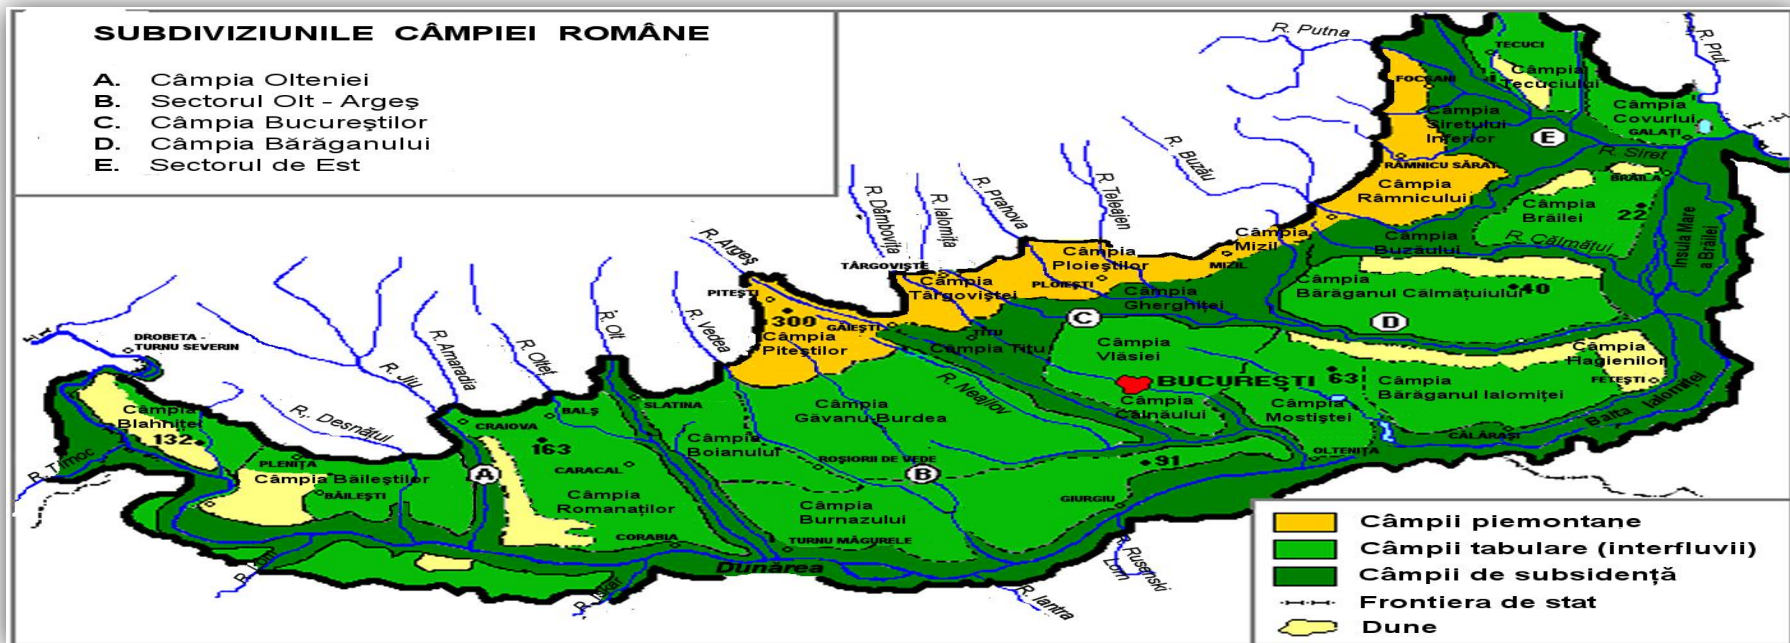 SUBDIVIZIUNILE CÂMPIEI ROMÂNE
A. Câmpia Olteniei
B. Sectorul Olt - Argeş
C. Câmpia Bucureştilor
D. Câmpia Bărăganului
E. Sectorul de Est
R. Putna
R. Prut
TECUCI
Câmpia
Tecuciului
FOCȘANI
Câmpia
Covurlui
GALAȚI
Câmpia
Siretului
Inferior
E
R. Siret
RÂMNICU SĂRAT
Câmpia
Râmnicului
BRĂILA
Câmpia
Brăilei
22
Insula Mare
a Brăilei
R. Călmățui
R. Buzău
Câmpia
Buzăului
Câmpia
Mizil
MIZIL
R. Teleajen
R. Prahova
R. Ialomița
R. Dâmbovița
R. Argeș
TÂRGOVIȘTE
Câmpia
Târgoviștei
Câmpia
Ploieștilor
PLOIEȘTI
Câmpia
Gherghiței
Câmpia
Bărăganul Călmățuiului
40
D
C
PITEȘTI
300
Câmpia
Piteștilor
GĂIEȘTI
TITU
Câmpia Titu
Câmpia
Vlăsiei
BUCUREȘTI
63
Câmpia
Hagienilor
FETEȘTI
Câmpia
Bărăganul Ialomiței
Balta Ialomiței
CĂLĂRAȘI
Câmpia
Mostiștei
OLTENIȚA
Câmpia
Câlnăului
R. Neajlov
DROBETA -
TURNU SEVERIN
R. Jiu
R. Amaradia
R. Olteț
R. Olt
R. Vedea
R. Desnățul
Câmpia
Blahniței
132
R. Timoc
PLENIȚA
Câmpia Băileștilor
BĂILEȘTI
CRAIOVA
A
BALȘ
163
CARACAL
Câmpia
Romanaților
CORABIA
SLATINA
Câmpia
Boianului
Câmpia
Găvanu Burdea
ROȘIORII DE VEDE
B
91
GIURGIU
Câmpia
Burnazului
TURNU MĂGURELE
Dunărea
R. Lom
R. Iskar
R. Iantra
R. Rusenski
Lom
Câmpii piemontane
Câmpii tabulare (interfluvii)
Câmpii de subsidență
Frontiera de stat
Dune